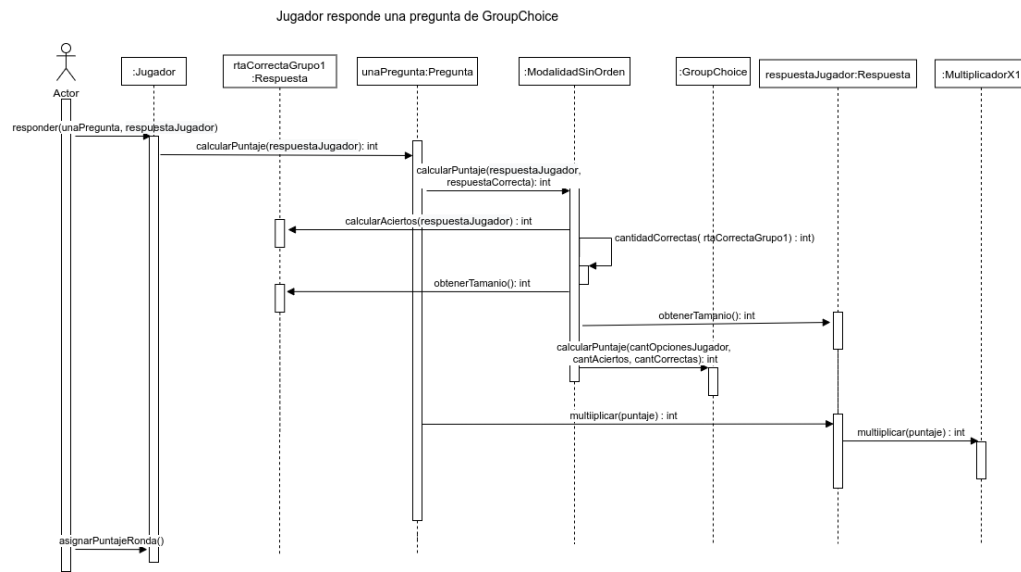 Jugador responde una pregunta de GroupChoice
Actor
:Jugador
rtaCorrectaGrupo1
:Respuesta
unaPregunta:Pregunta
:ModalidadSinOrden
:GroupChoice
respuestaJugador:Respuesta
:MultiplicadorX1
responder(unaPregunta, respuestaJugador)
calcularPuntaje(respuestaJugador): int
calcularPuntaje(respuestaJugador,
respuestaCorrecta): int
calcularAciertos(respuestaJugador) : int
cantidadCorrectas( rtaCorrectaGrupo1) : int)
obtenerTamanio(): int
obtenerTamanio(): int
calcularPuntaje(cantOpcionesJugador,
cantAciertos, cantCorrectas): int
multiiplicar(puntaje) : int
multiiplicar(puntaje) : int
asignarPuntajeRonda()